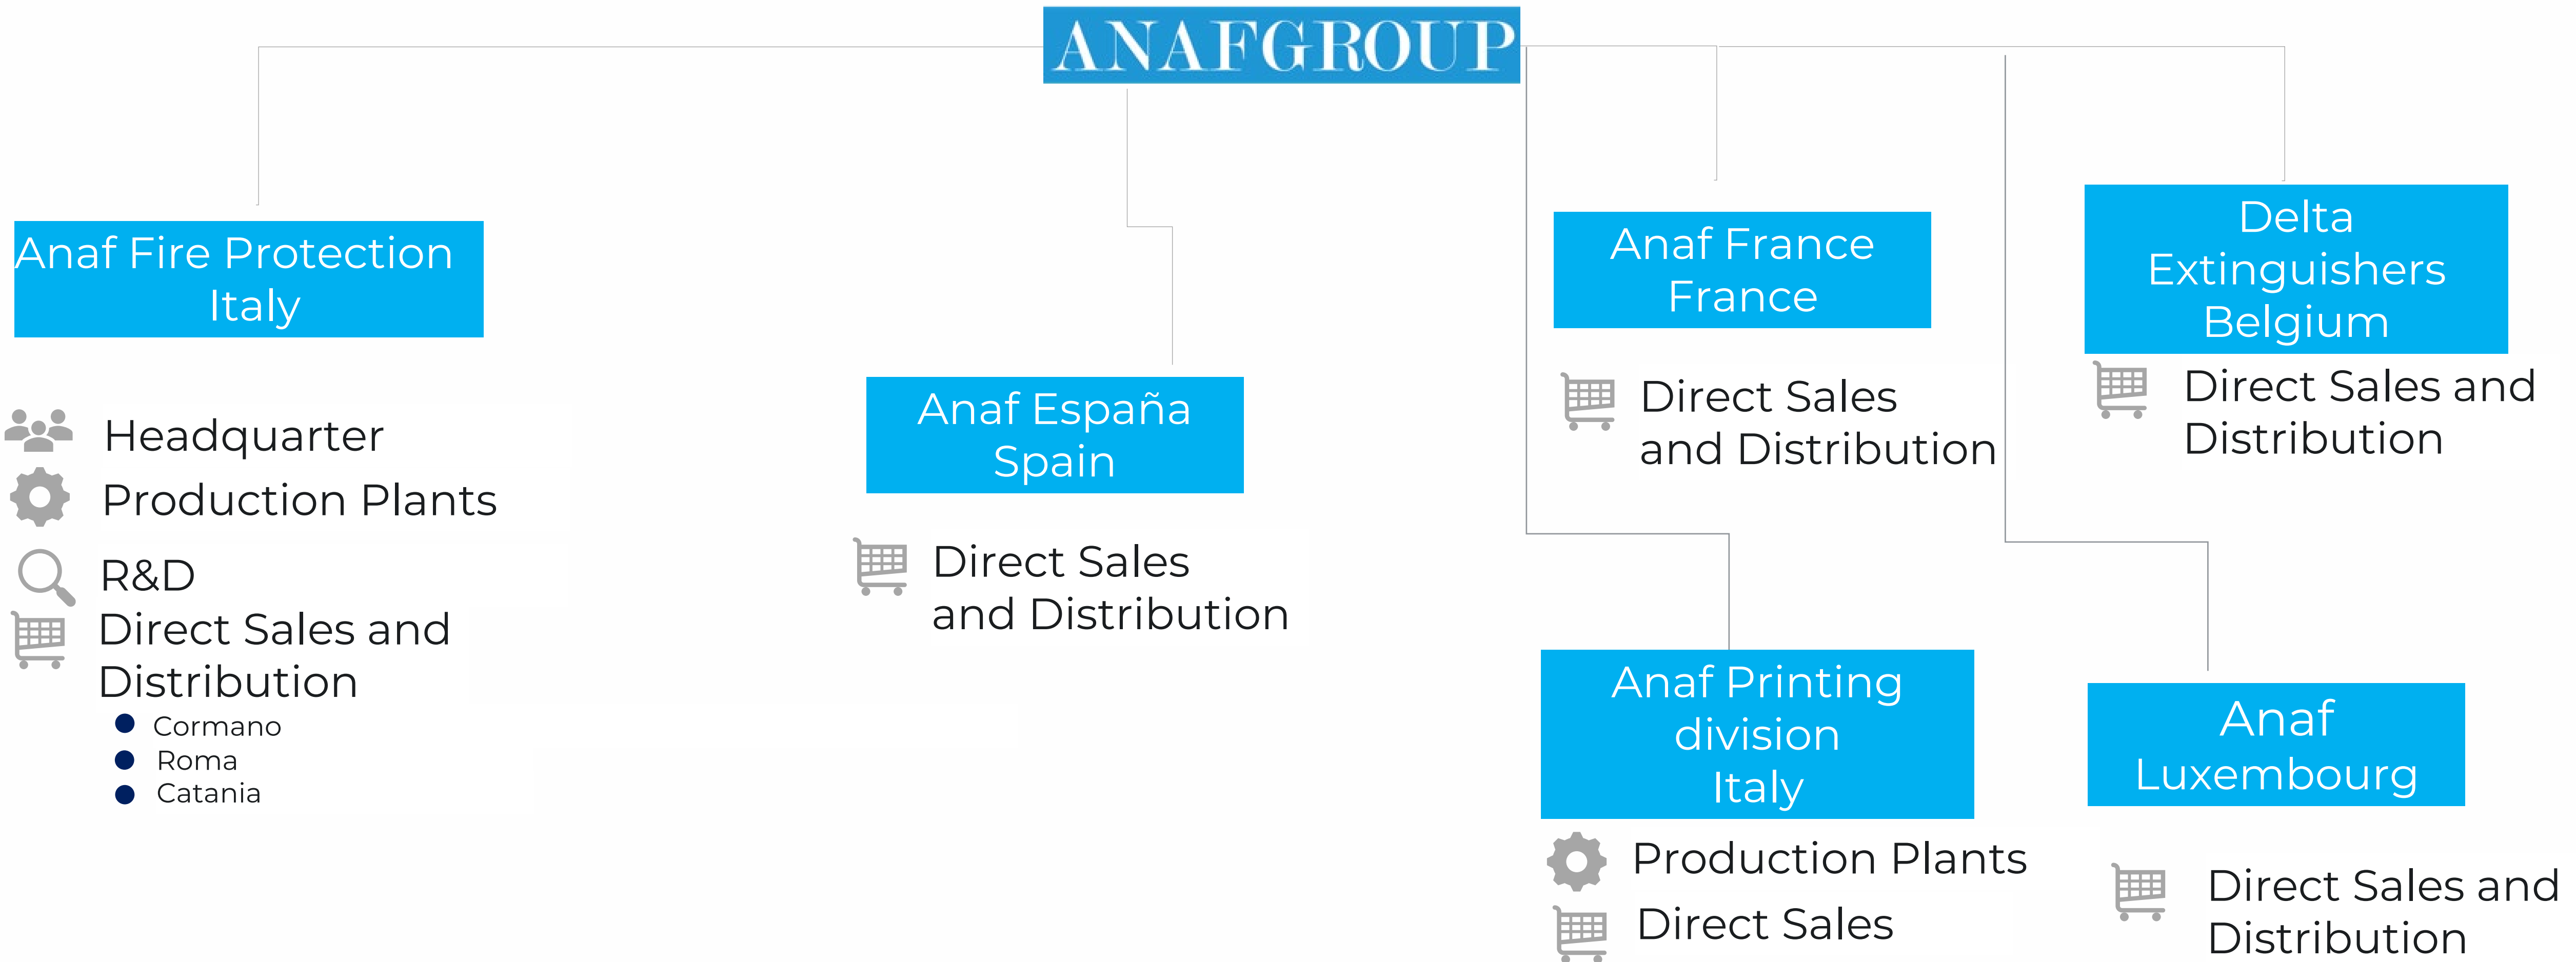 ANAFGROUP
Anaf Fire Protection
Italy
Headquarter
Production Plants
R&D
Direct Sales and
Distribution
Cormano
Roma
Catania
Anaf España
Spain
Direct Sales
and Distribution
Anaf France
France
Direct Sales
and Distribution
Delta
Extinguishers
Belgium
Direct Sales and
Distribution
Anaf Printing
division
Italy
Production Plants
Direct Sales
Anaf
Luxembourg
Direct Sales and
Distribution